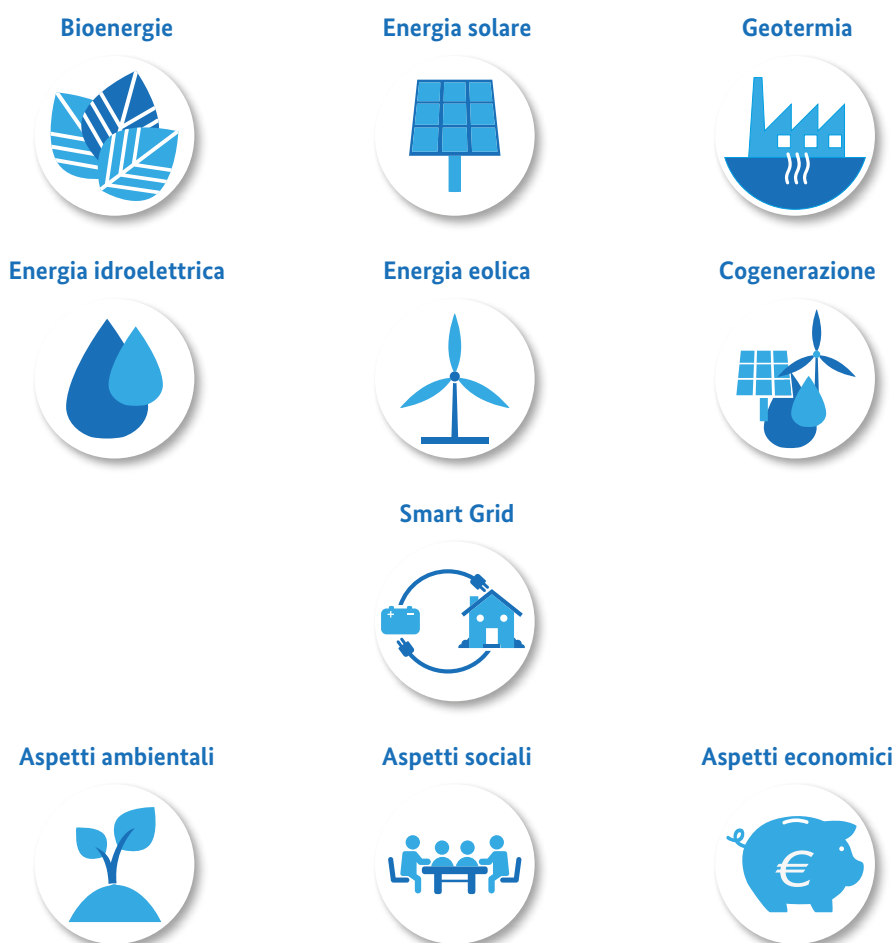 Bioenergie
Energia solare
Geotermia
Energia idroelettrica
Energia eolica
Cogenerazione
Smart Grid
+ −
Aspetti ambientali
Aspetti sociali
Aspetti economici
€